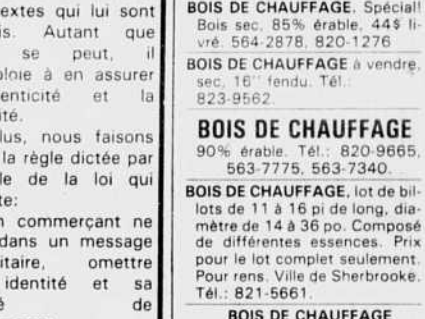 extes qui lui sont
is. Autant que
se peut, il
ploie à en assurer
enticité et la
ité.
lus, nous faisons
la règle dictée par
le de la loi qui
te:
n commerçant ne
dans un message
itaire, omettre
identité et sa
é de
BOIS DE CHAUFFAGE. Spécial!
Bois sec, 85% érable, 44$ li-
vré. 564-2878, 820-1276
BOIS DE CHAUFFAGE à vendre,
sec, 16'' fendu. Tél.:
823-9562.
BOIS DE CHAUFFAGE
90% érable. Tél.: 820-9665,
563-7775, 563-7340.
BOIS DE CHAUFFAGE, lot de bil-
lots de 11 à 16 pi de long, dia-
mètre de 14 à 36 po. Composé
de différentes essences. Prix
pour le lot complet seulement.
Pour rens. Ville de Sherbrooke.
Tél.: 821-5661.
BOIS DE CHAUFFAGE